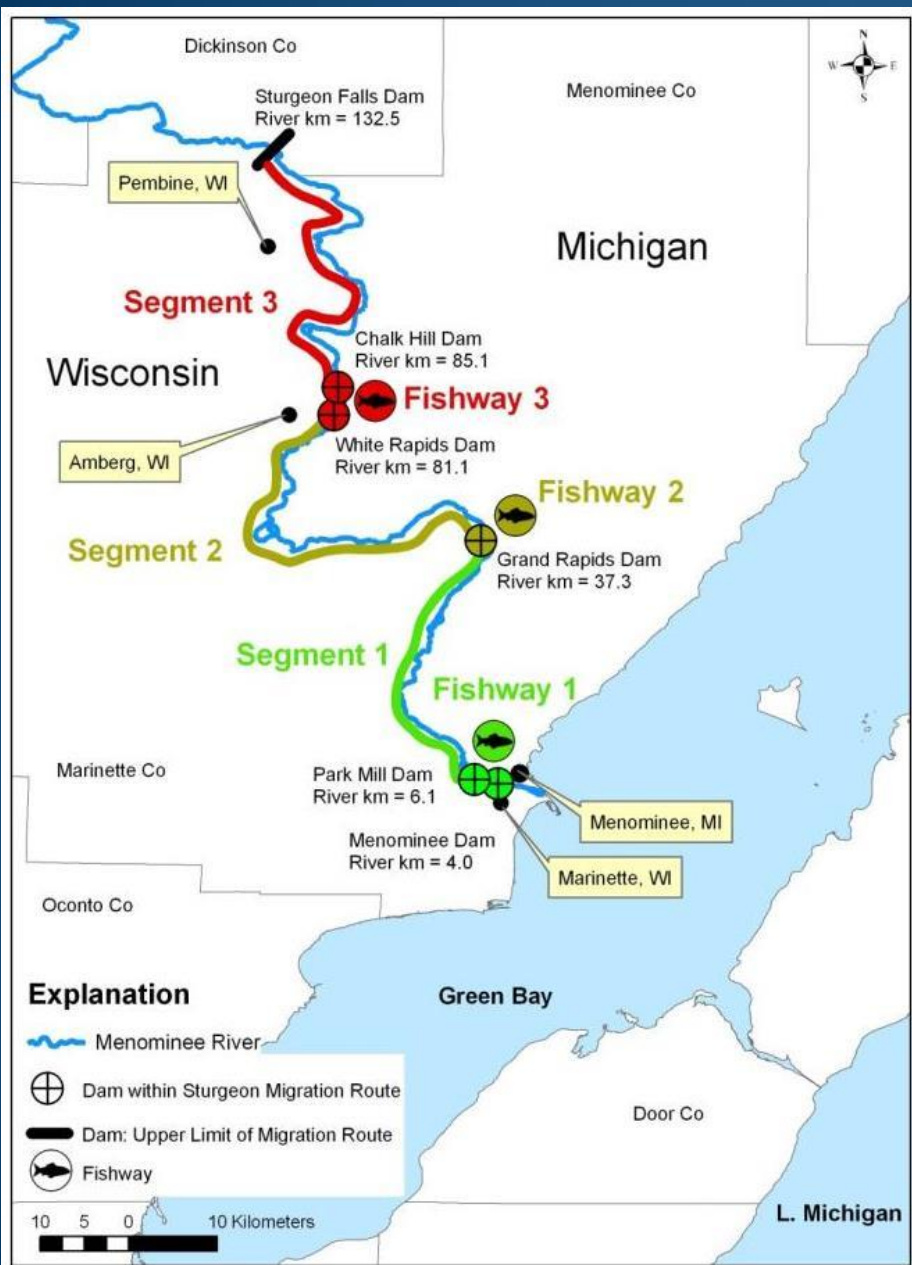 Dickinson Co
N
W
E
S
Sturgeon Falls Dam
River km = 132.5
Menominee Co
Pembine, WI
Michigan
Segment 3
Chalk Hill Dam
River km = 85.1
Wisconsin
Fishway 3
White Rapids Dam
River km = 81.1
Amberg, WI
Fishway 2
Segment 2
Grand Rapids Dam
River km = 37.3
Segment 1
Fishway 1
Marinette Co
Park Mill Dam
River km = 6.1
Menominee, MI
Menominee Dam
River km = 4.0
Marinette, WI
Oconto Co
Explanation
Green Bay
Menominee River
Dam within Sturgeon Migration Route
Dam: Upper Limit of Migration Route
Door Co
Fishway
10 5 0 10 Kilometers
L. Michigan